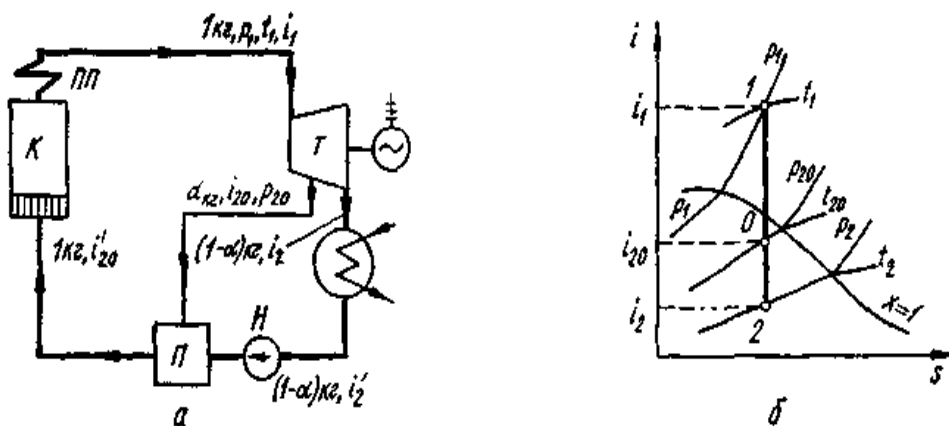 1кг, p₁, t₁, i₁
ПП
К
Т
αкг, i₂₀, p₂₀
(1-α)кг, i₂
1кг, i'₂₀
П
Н
(1-α)кг, i'₂
а
i
p₁
1
t₁
i₁
p₂₀
p₁
t₂₀
0
p₂
i₂₀
t₂
i₂
2
x=1
s
б